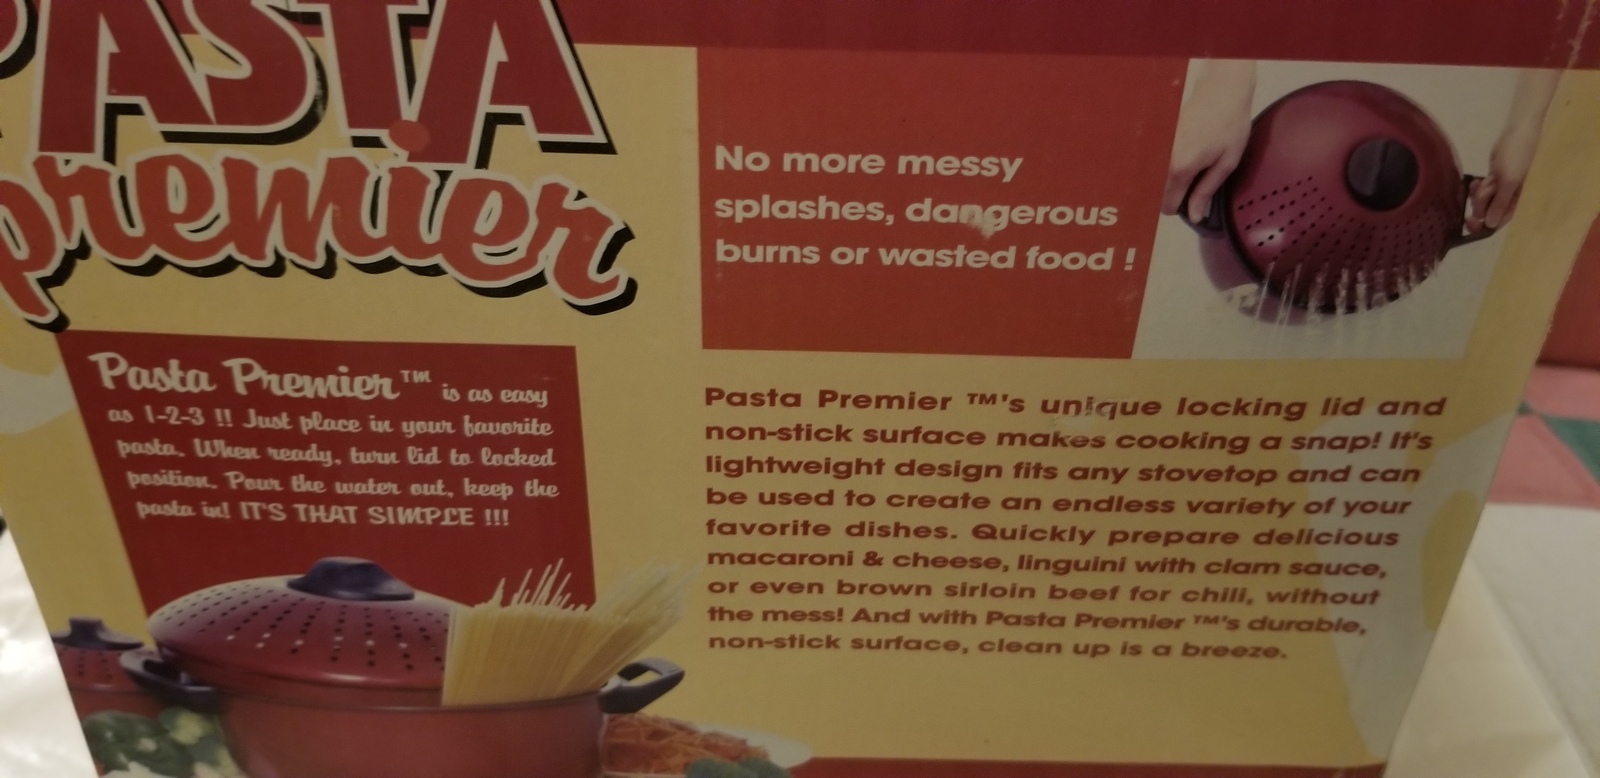 PASTA
premier
Pasta Premier™ is as easy
as 1-2-3 !! Just place in your favorite
pasta. When ready, turn lid to locked
position. Pour the water out, keep the
pasta in! IT'S THAT SIMPLE !!!
No more messy
splashes, dangerous
burns or wasted food !
Pasta Premier ™'s unique locking lid and
non-stick surface makes cooking a snap! It's
lightweight design fits any stovetop and can
be used to create an endless variety of your
favorite dishes. Quickly prepare delicious
macaroni & cheese, linguini with clam sauce,
or even brown sirloin beef for chili, without
the mess! And with Pasta Premier ™'s durable,
non-stick surface, clean up is a breeze.